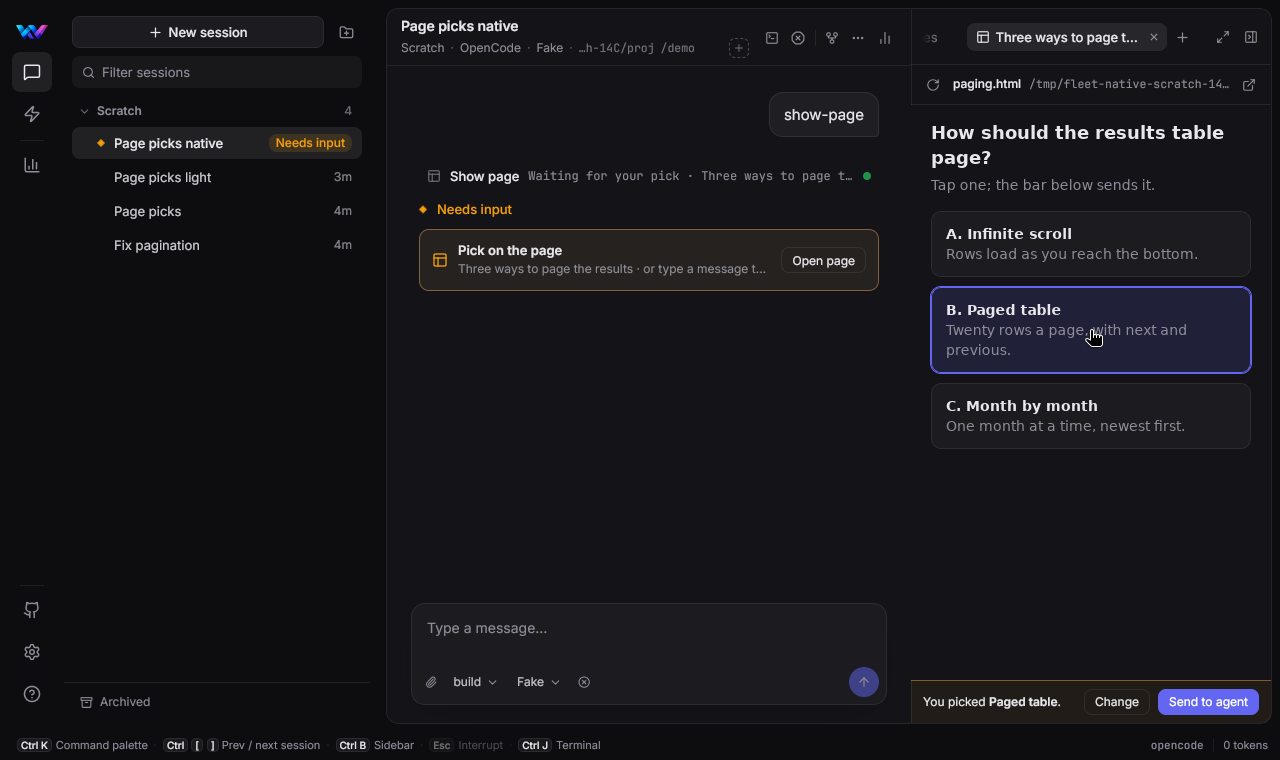 New session
Filter sessions
Scratch 4
Page picks native Needs input
Page picks light 3m
Page picks 4m
Fix pagination 4m
Archived
Page picks native
Scratch · OpenCode · Fake · …h-14C/proj /demo
show-page
Show page Waiting for your pick · Three ways to page t…
Needs input
Pick on the page
Three ways to page the results · or type a message t…
Open page
Type a message…
build
Fake
es
Three ways to page t…
paging.html /tmp/fleet-native-scratch-14…
How should the results table
page?
Tap one; the bar below sends it.
A. Infinite scroll
Rows load as you reach the bottom.
B. Paged table
Twenty rows a page, with next and
previous.
C. Month by month
One month at a time, newest first.
You picked Paged table. Change Send to agent
Ctrl K Command palette · Ctrl [ ] Prev / next session · Ctrl B Sidebar · Esc Interrupt · Ctrl J Terminal
opencode 0 tokens